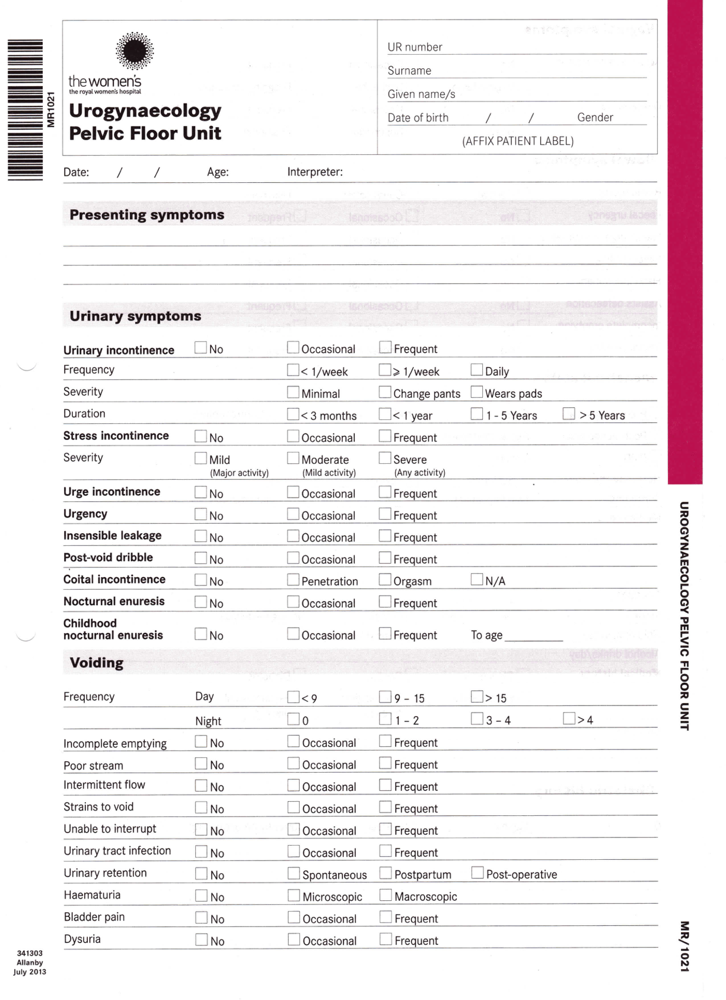 the women's
the royal women's hospital
Urogynaecology
Pelvic Floor Unit
MR1021
UR number
Surname
Given name/s
Date of birth / / Gender
(AFFIX PATIENT LABEL)
Date: / / Age: Interpreter:
Presenting symptoms
Urinary symptoms
Urinary incontinence No Occasional Frequent
Frequency < 1/week ⩾ 1/week Daily
Severity Minimal Change pants Wears pads
Duration < 3 months < 1 year 1 - 5 Years > 5 Years
Stress incontinence No Occasional Frequent
Severity Mild Moderate Severe
(Major activity) (Mild activity) (Any activity)
Urge incontinence No Occasional Frequent
Urgency No Occasional Frequent
Insensible leakage No Occasional Frequent
Post-void dribble No Occasional Frequent
Coital incontinence No Penetration Orgasm N/A
Nocturnal enuresis No Occasional Frequent
Childhood
nocturnal enuresis No Occasional Frequent To age
Voiding
Frequency Day < 9 9 – 15 > 15
Night 0 1 – 2 3 – 4 > 4
Incomplete emptying No Occasional Frequent
Poor stream No Occasional Frequent
Intermittent flow No Occasional Frequent
Strains to void No Occasional Frequent
Unable to interrupt No Occasional Frequent
Urinary tract infection No Occasional Frequent
Urinary retention No Spontaneous Postpartum Post-operative
Haematuria No Microscopic Macroscopic
Bladder pain No Occasional Frequent
Dysuria No Occasional Frequent
341303
Allanby
July 2013
UROGYNAECOLOGY PELVIC FLOOR UNIT
MR/1021